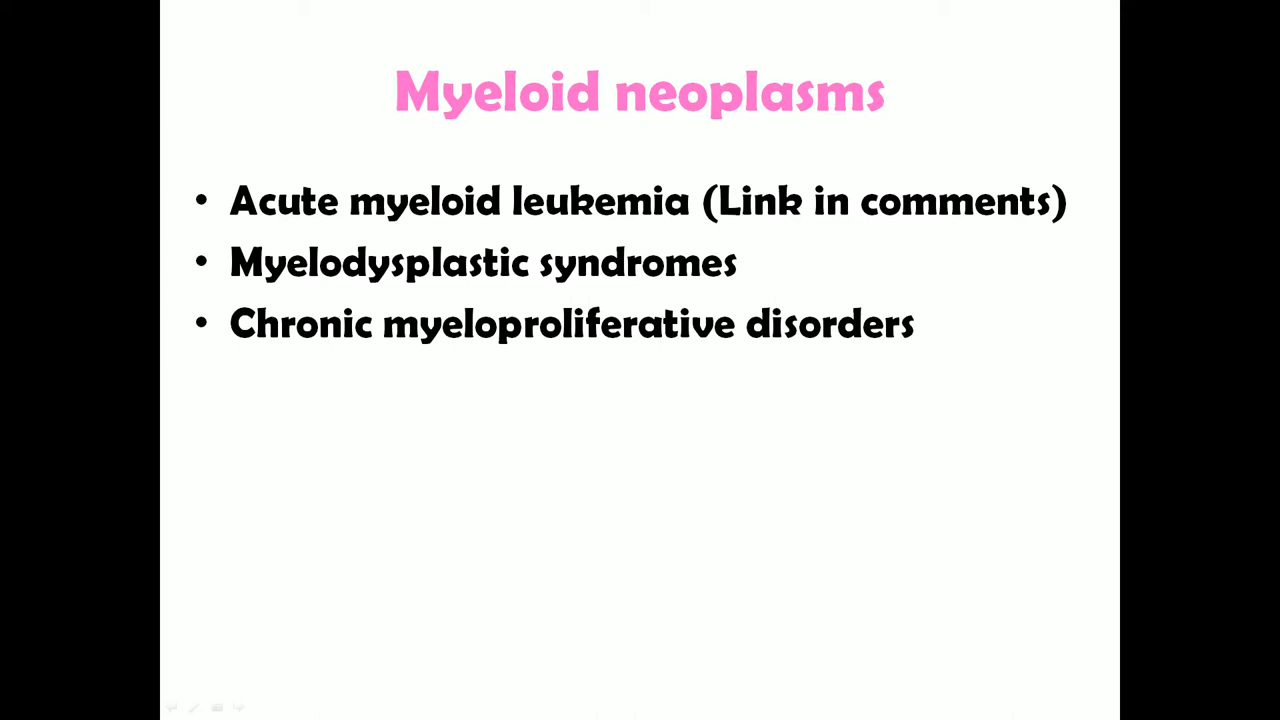 Myeloid neoplasms
• Acute myeloid leukemia (Link in comments)
• Myelodysplastic syndromes
• Chronic myeloproliferative disorders